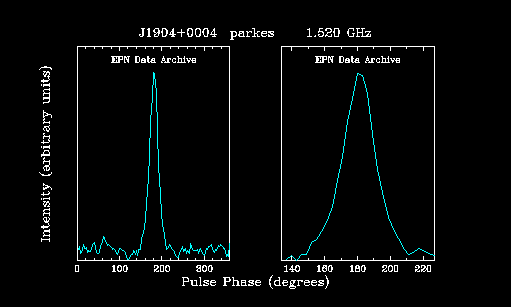 J1904+0004 parkes 1.520 GHz
EPN Data Archive EPN Data Archive
Intensity (arbitrary units)
0 100 200 300 140 160 180 200 220
Pulse Phase (degrees)